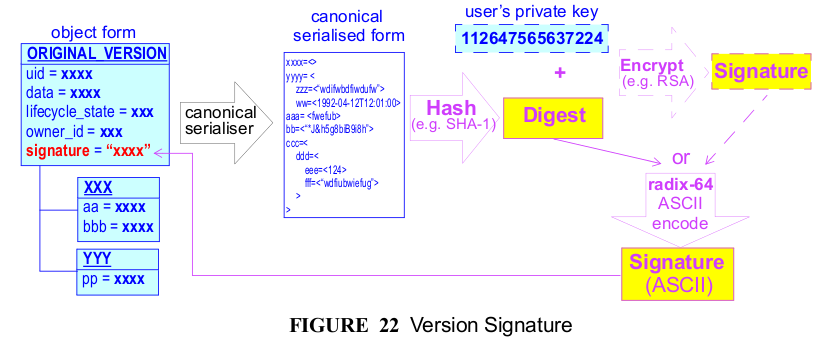 object form
ORIGINAL_VERSION
uid = xxxx
data = xxxx
lifecycle_state = xxx
owner_id = xxx
signature = “xxxx”
XXX
aa = xxxx
bbb = xxxx
YYY
pp = xxxx
canonical
serialiser
canonical
serialised form
xxxx=<>
yyyy= <
zzz=<"wdifwbdfiwdufw">
ww=<1992-04-12T12:01:00>
aaa= <fwefub>
bb=<"*J&h5g8biB9i8h">
ccc=<
ddd=<
eee=<124>
fff=<"wdfiubwiefug">
>
>
Hash
(e.g. SHA-1)
user's private key
112647565637224
+
Digest
Encrypt
(e.g. RSA)
Signature
or
radix-64
ASCII
encode
Signature
(ASCII)
FIGURE 22 Version Signature